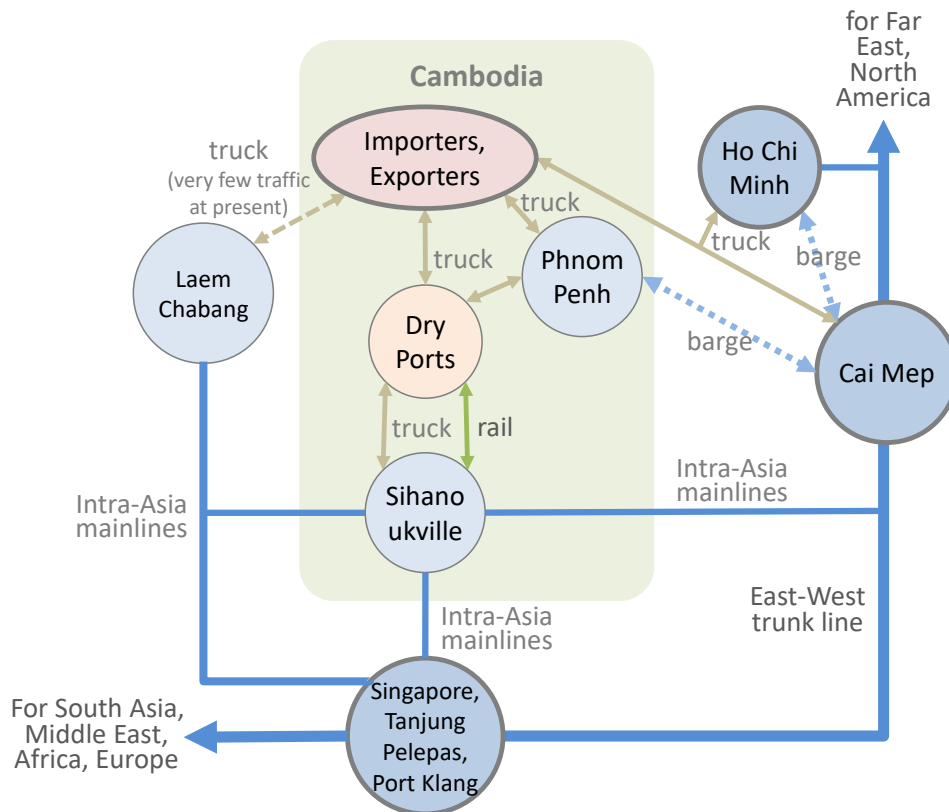 for Far
East,
North
America
Cambodia
Importers,
Exporters
truck
(very few traffic
at present)
Ho Chi
Minh
truck
truck
barge
Laem
Chabang
truck
Phnom
Penh
Dry
Ports
barge
Cai Mep
truck
rail
Intra-Asia
mainlines
Sihano
ukville
Intra-Asia
mainlines
Intra-Asia
mainlines
East-West
trunk line
For South Asia,
Middle East,
Africa, Europe
Singapore,
Tanjung
Pelepas,
Port Klang